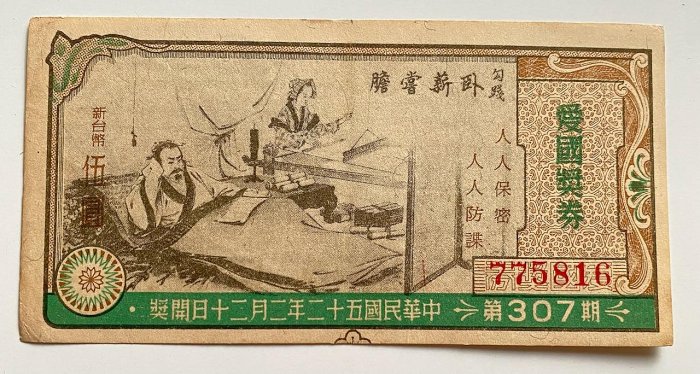 勾踐
臥薪嘗膽
愛國獎券
人人保密
人人防諜
新台幣
伍圓
775816
第307期
中華民國五十二年二月二十日開獎